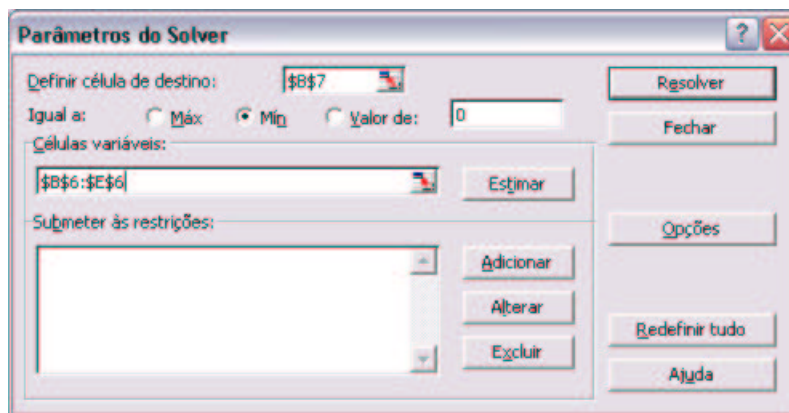 Parâmetros do Solver
Definir célula de destino: $B$7 Resolver
Igual a: Máx Mín Valor de: 0 Fechar
Células variáveis:
$B$6:$E$6 Estimar
Submeter às restrições: Opções
Adicionar
Alterar
Redefinir tudo
Excluir
Ajuda